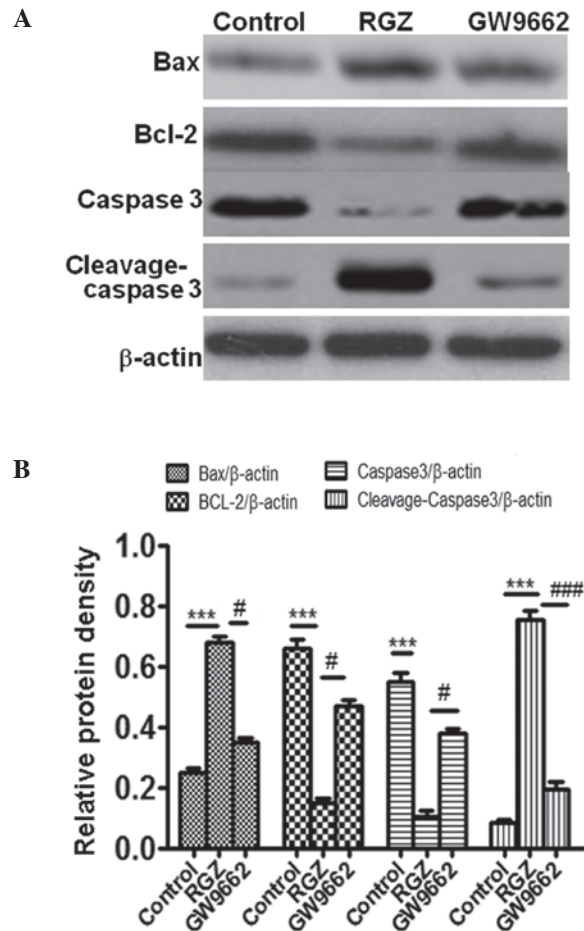 A
Control RGZ GW9662
Bax
Bcl-2
Caspase 3
Cleavage-
caspase 3
β-actin
B
Bax/β-actin Caspase3/β-actin
BCL-2/β-actin Cleavage-Caspase3/β-actin
Relative protein density
1.0
0.8
0.6
0.4
0.2
0.0
*** # *** # *** # *** ###
Control RGZ GW9662 Control RGZ GW9662 Control RGZ GW9662 Control RGZ GW9662